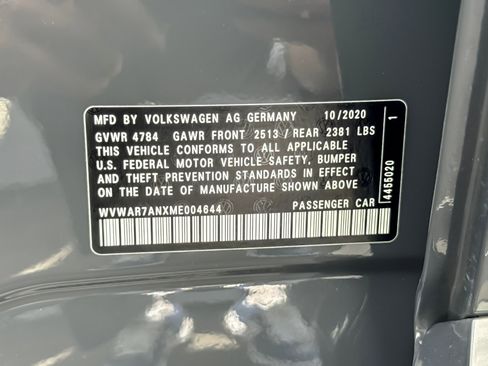 MFD BY VOLKSWAGEN AG GERMANY 10/2020
GVWR 4784 GAWR FRONT 2513 / REAR 2381 LBS
THIS VEHICLE CONFORMS TO ALL APPLICABLE
U.S. FEDERAL MOTOR VEHICLE SAFETY, BUMPER
AND THEFT PREVENTION STANDARDS IN EFFECT
ON THE DATE OF MANUFACTURE SHOWN ABOVE
WVWAR7ANXME004644 PASSENGER CAR
4455020 1